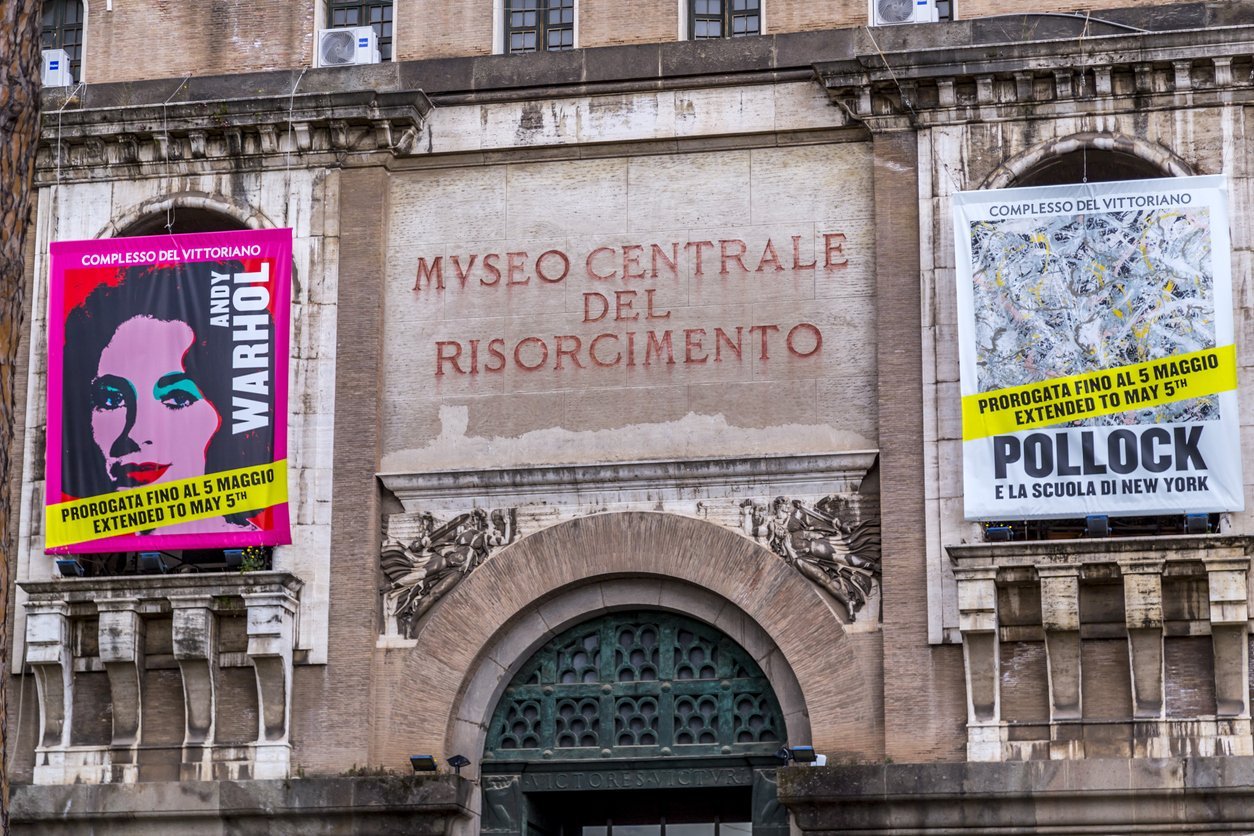 COMPLESSO DEL VITTORIANO
ANDY
WARHOL
PROROGATA FINO AL 5 MAGGIO
EXTENDED TO MAY 5TH
MVSEO CENTRALE
DEL
RISORCIMENTO
COMPLESSO DEL VITTORIANO
PROROGATA FINO AL 5 MAGGIO
EXTENDED TO MAY 5TH
POLLOCK
E LA SCUOLA DI NEW YORK
VICTORES·VICTVRI